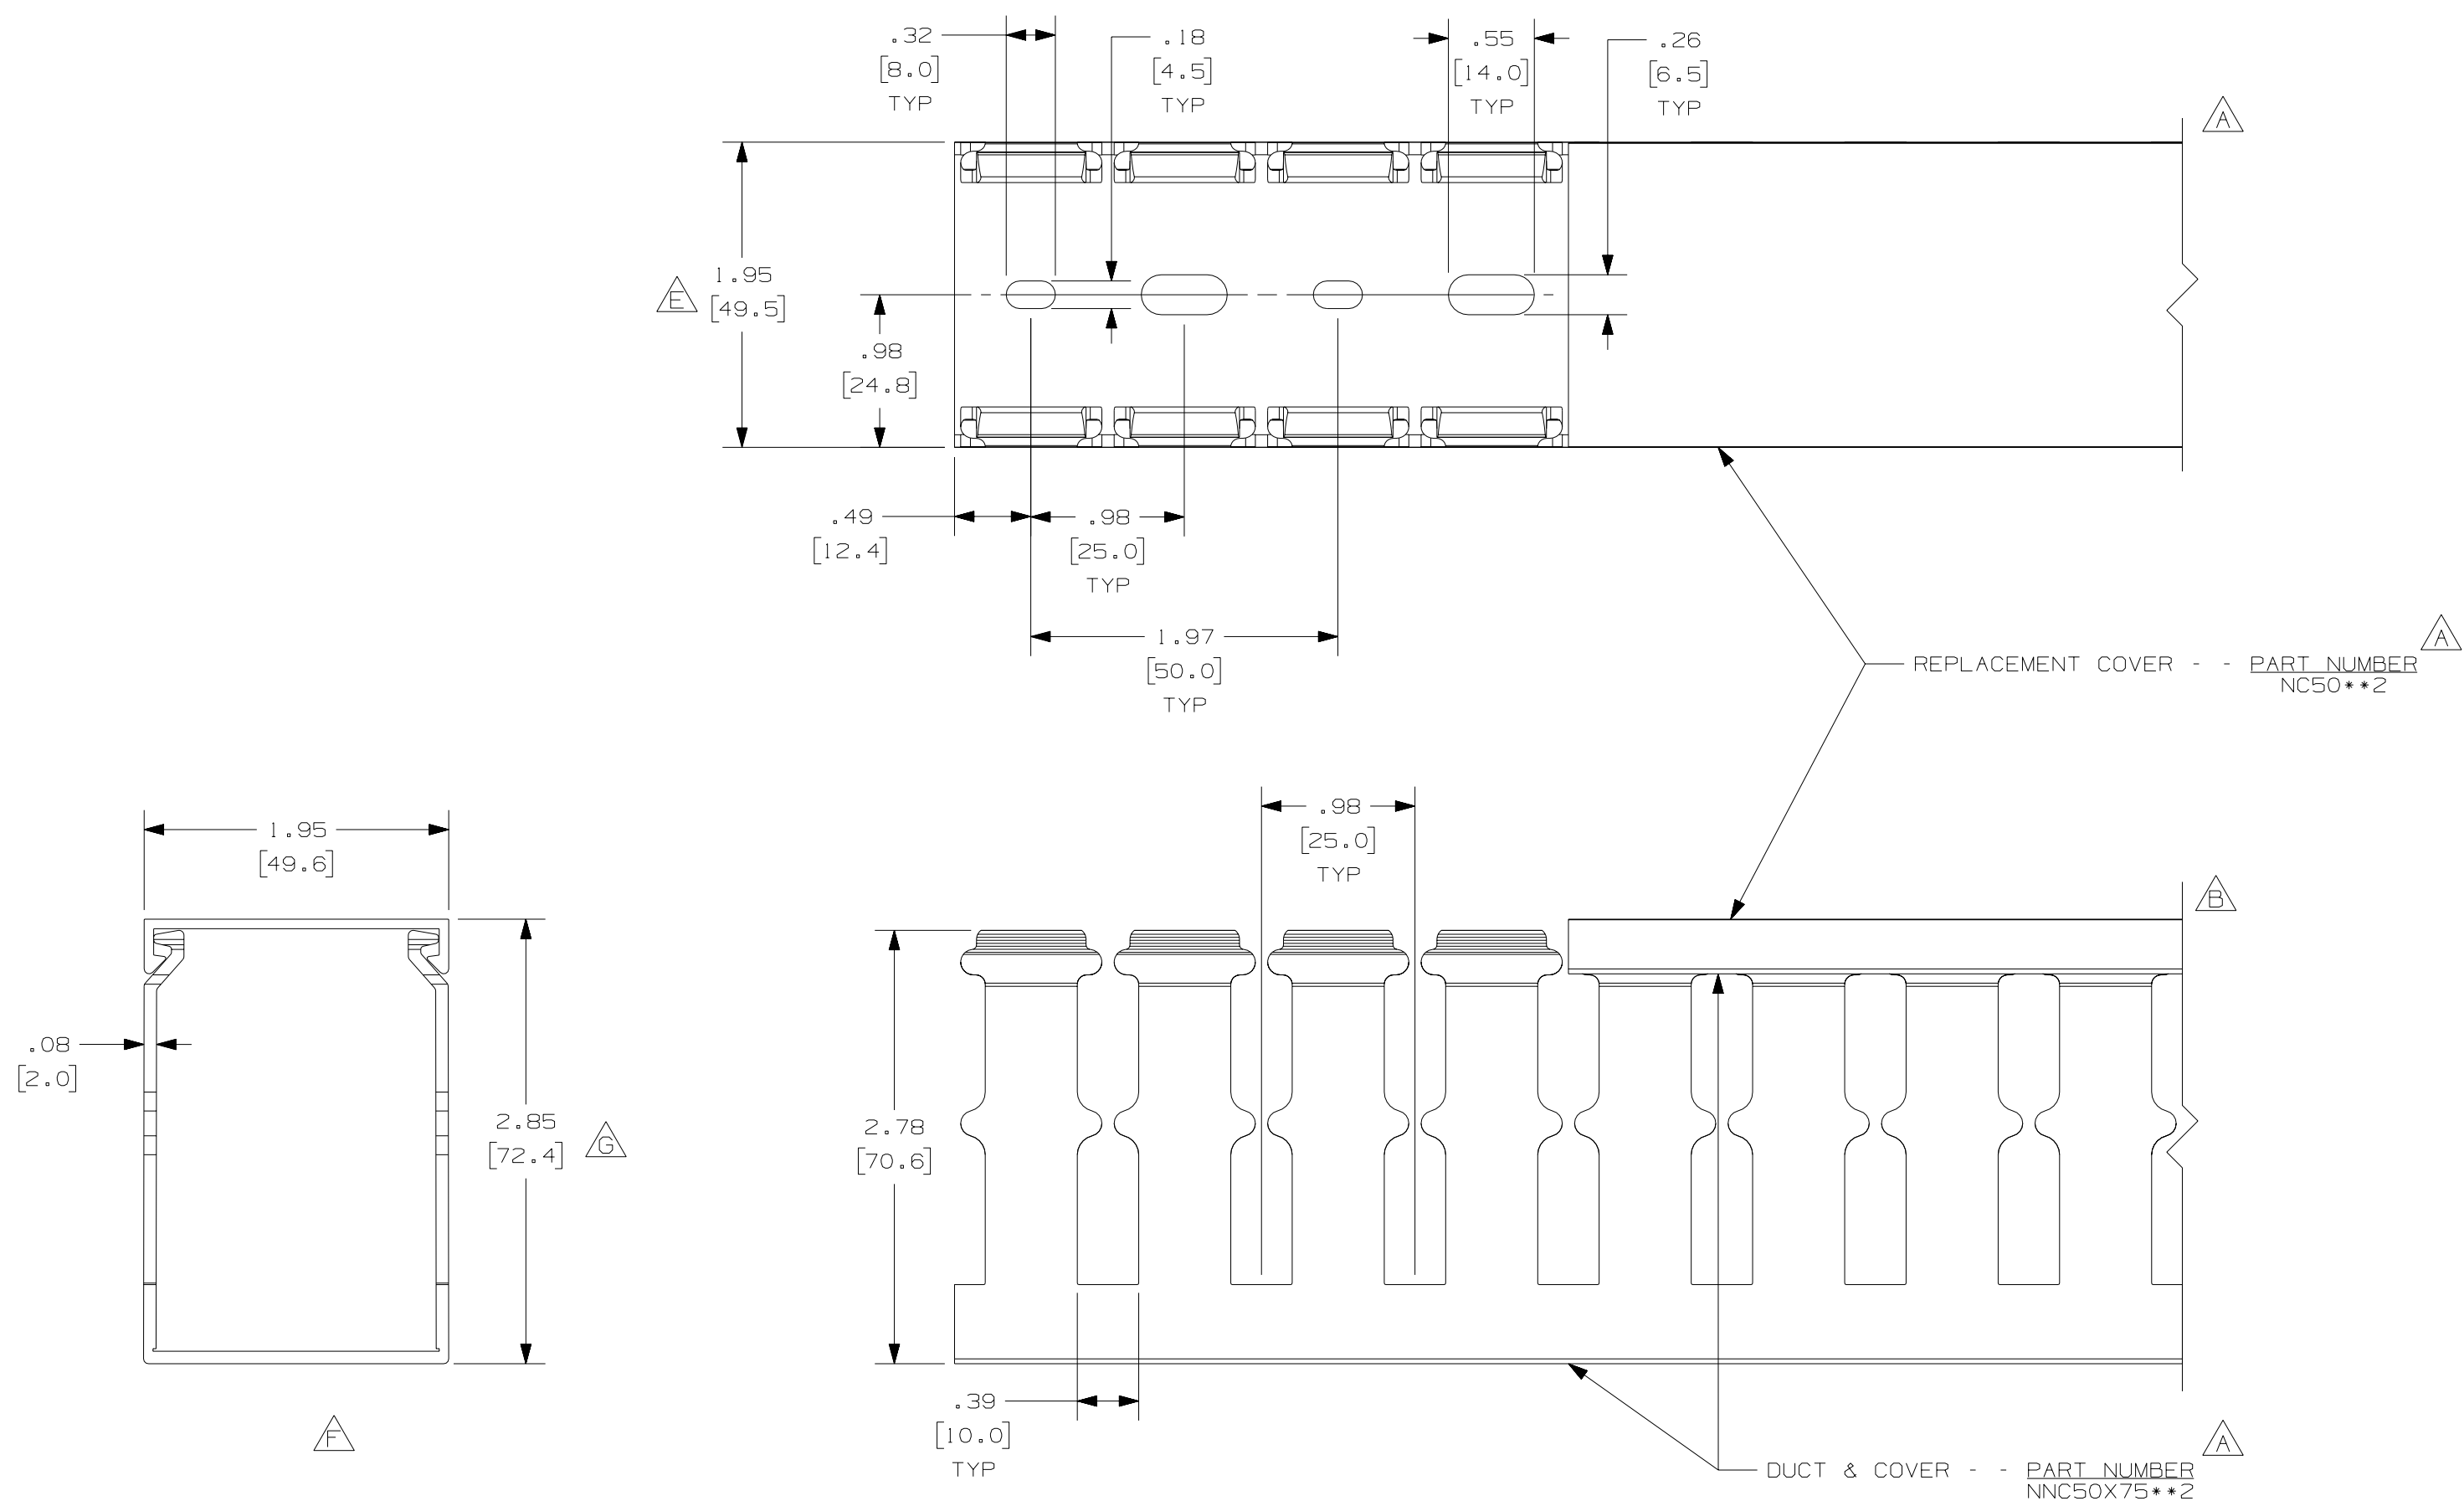 .32
[8.0]
TYP
.18
[4.5]
TYP
.55
[14.0]
TYP
.26
[6.5]
TYP
A
E
1.95
[49.5]
.98
[24.8]
.49
[12.4]
.98
[25.0]
TYP
1.97
[50.0]
TYP
A
REPLACEMENT COVER - - PART NUMBER
NC50**2
1.95
[49.6]
.98
[25.0]
TYP
B
.08
[2.0]
2.85
[72.4]
G
2.78
[70.6]
.39
[10.0]
TYP
F
A
DUCT & COVER - - PART NUMBER
NNC50X75**2